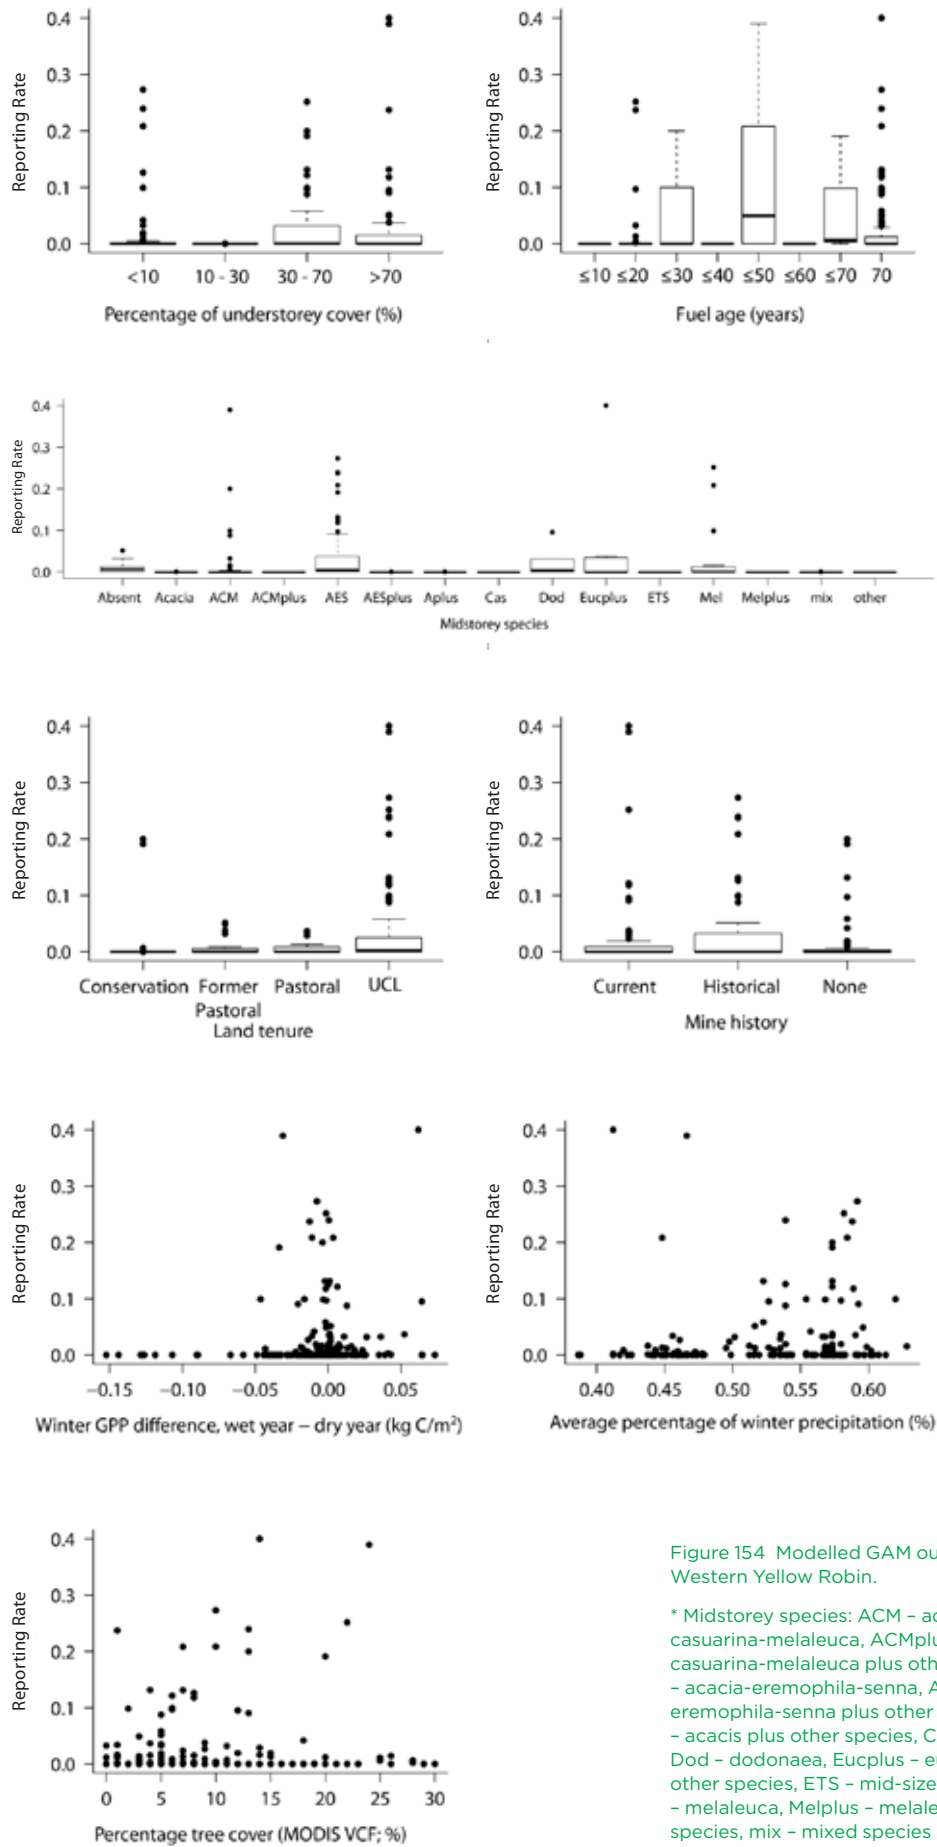 0.4
0.3
0.2
0.1
0.0
Reporting Rate
<10 10 - 30 30 - 70 >70
Percentage of understorey cover (%)
0.4
0.3
0.2
0.1
0.0
Reporting Rate
≤10 ≤20 ≤30 ≤40 ≤50 ≤60 ≤70 70
Fuel age (years)
0.4
0.3
0.2
0.1
0.0
Reporting Rate
Absent Acacia ACM ACMplus AES AESplus Aplus Cas Dod Eucplus ETS Mel Melplus mix other
Midstorey species
0.4
0.3
0.2
0.1
0.0
Reporting Rate
Conservation Former Pastoral UCL
Pastoral
Land tenure
0.4
0.3
0.2
0.1
0.0
Reporting Rate
Current Historical None
Mine history
0.4
0.3
0.2
0.1
0.0
Reporting Rate
−0.15 −0.10 −0.05 0.00 0.05
Winter GPP difference, wet year – dry year (kg C/m²)
0.4
0.3
0.2
0.1
0.0
Reporting Rate
0.40 0.45 0.50 0.55 0.60
Average percentage of winter precipitation (%)
0.4
0.3
0.2
0.1
0.0
Reporting Rate
0 5 10 15 20 25 30
Percentage tree cover (MODIS VCF; %)
Figure 154 Modelled GAM ou
Western Yellow Robin.
* Midstorey species: ACM – ac
casuarina-melaleuca, ACMplu
casuarina-melaleuca plus oth
– acacia-eremophila-senna, A
eremophila-senna plus other
– acacis plus other species, C
Dod – dodonaea, Eucplus – e
other species, ETS – mid-size
– melaleuca, Melplus – melale
species, mix – mixed species